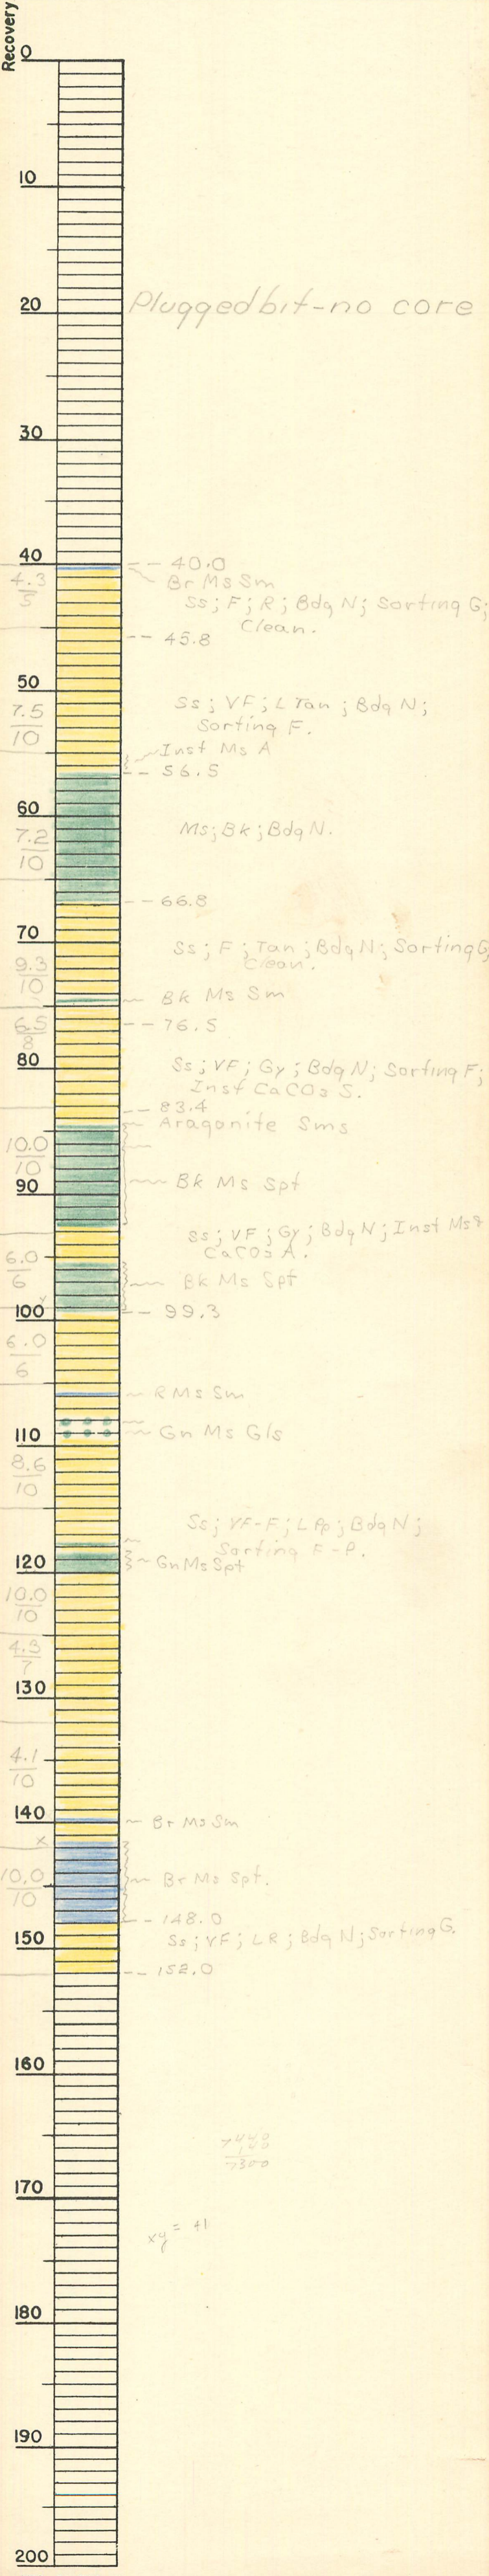 Recovery
0
10
20
Plugged bit-no core
30
40
-- 40.0
4.3
5
Br Ms Sm
Ss; F; R; Bdg N; Sorting G;
Clean.
-- 45.8
50
7.5
10
Ss; VF; L Tan; Bdg N;
Sorting F.
Inst Ms A
-- 56.5
60
7.2
10
Ms; Bk; Bdg N.
-- 66.8
70
Ss; F; Tan; Bdg N; Sorting G;
Clean.
9.3
10
Bk Ms Sm
6.5
8
-- 76.5
80
Ss; VF; Gy; Bdg N; Sorting F;
Inst CaCO3 S.
-- 83.4
Aragonite Sms
10.0
10
90
Bk Ms Spt
Ss; VF; Gy; Bdg N; Inst Ms &
CaCO3 A.
6.0
6
Bk Ms Spt
100
-- 99.3
6.0
6
R Ms Sm
110
Gn Ms Gls
8.6
10
Ss; VF-F; L Pp; Bdg N;
Sorting F-P.
120
Gn Ms Spt
10.0
10
4.3
7
130
4.1
10
140
Br Ms Sm
x
10.0
10
Br Ms Spt.
-- 148.0
150
Ss; VF; LR; Bdg N; Sorting G.
-- 152.0
160
7440
140
7300
170
xy = 41
180
190
200